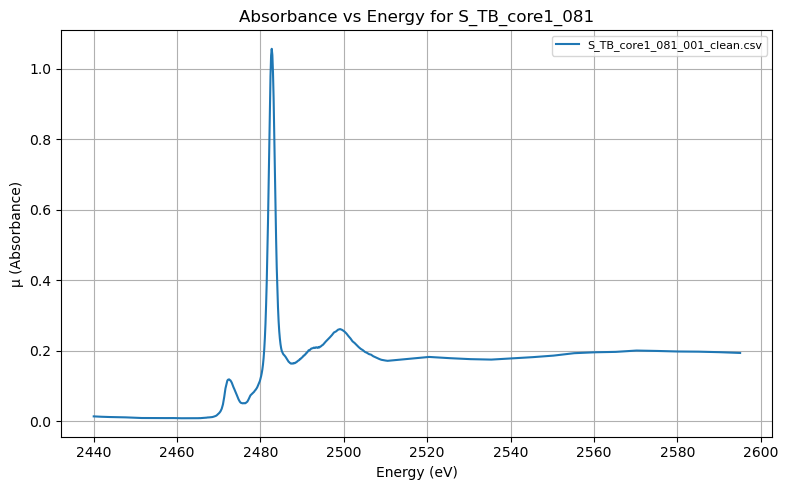 Absorbance vs Energy for S_TB_core1_081
S_TB_core1_081_001_clean.csv
1.0
0.8
0.6
0.4
0.2
0.0
μ (Absorbance)
2440 2460 2480 2500 2520 2540 2560 2580 2600
Energy (eV)